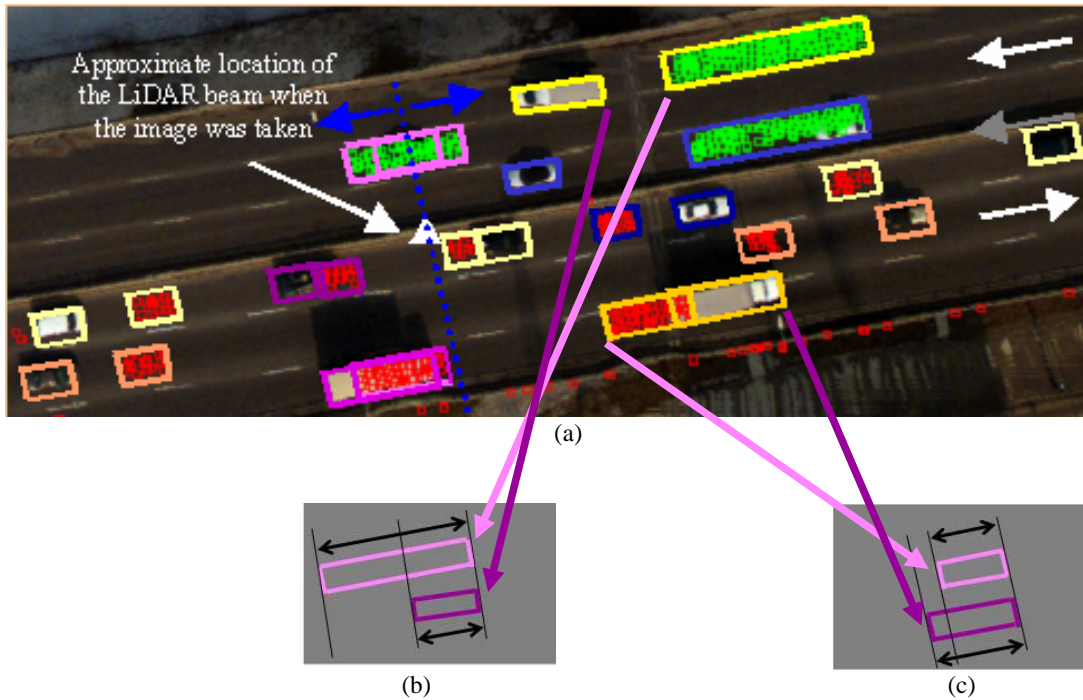 Approximate location of
the LiDAR beam when
the image was taken
(a)
(b)
(c)